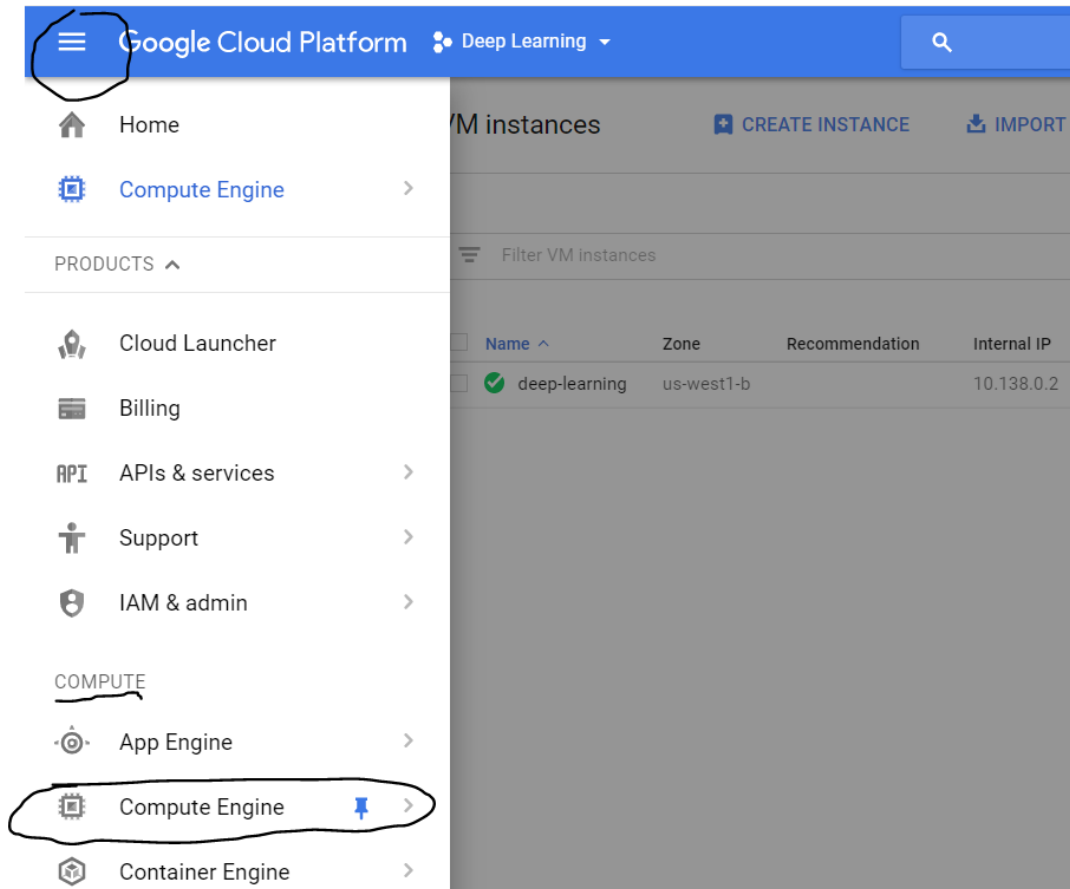 Google Cloud Platform Deep Learning
Home
VM instances CREATE INSTANCE IMPORT
Compute Engine
PRODUCTS
Filter VM instances
Cloud Launcher
Name Zone Recommendation Internal IP
deep-learning us-west1-b 10.138.0.2
Billing
API APIs & services
Support
IAM & admin
COMPUTE
App Engine
Compute Engine
Container Engine